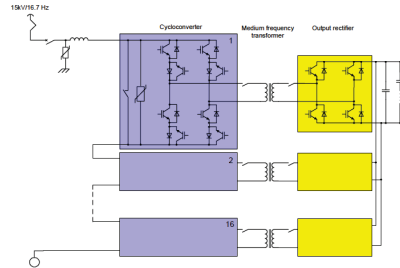 15kV/16.7 Hz
Cycloconverter
Medium frequency
transformer
Output rectifier
1
2
16